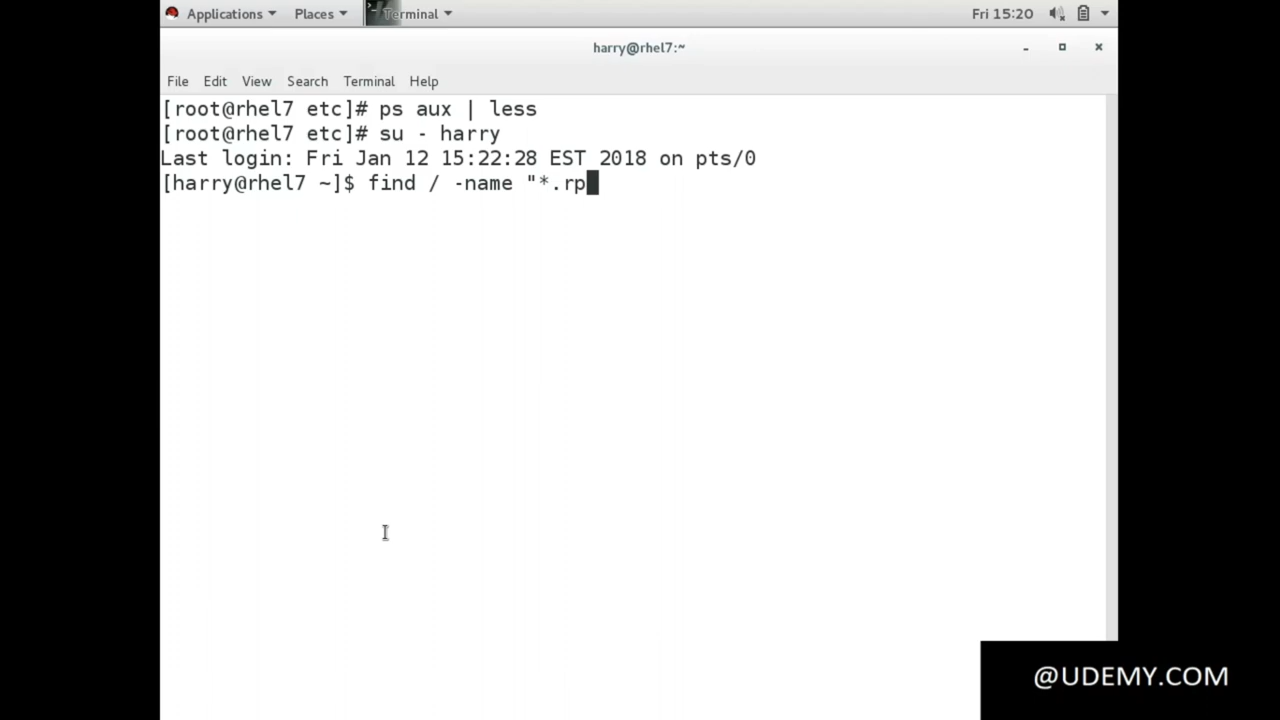 Applications Places Terminal Fri 15:20
harry@rhel7:~
File Edit View Search Terminal Help
[root@rhel7 etc]# ps aux | less
[root@rhel7 etc]# su - harry
Last login: Fri Jan 12 15:22:28 EST 2018 on pts/0
[harry@rhel7 ~]$ find / -name "*.rp
@UDEMY.COM